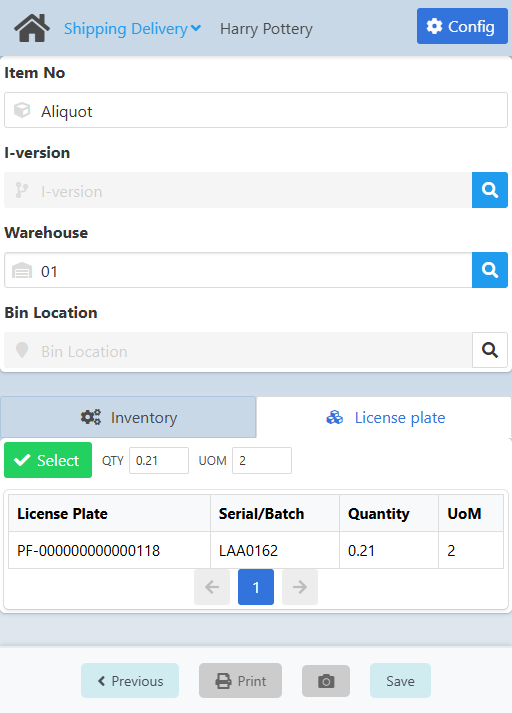 Shipping Delivery Harry Pottery Config
Item No
Aliquot
I-version
I-version
Warehouse
01
Bin Location
Bin Location
Inventory License plate
Select QTY 0.21 UOM 2
License Plate Serial/Batch Quantity UoM
PF-000000000000118 LAA0162 0.21 2
1
Previous Print Save